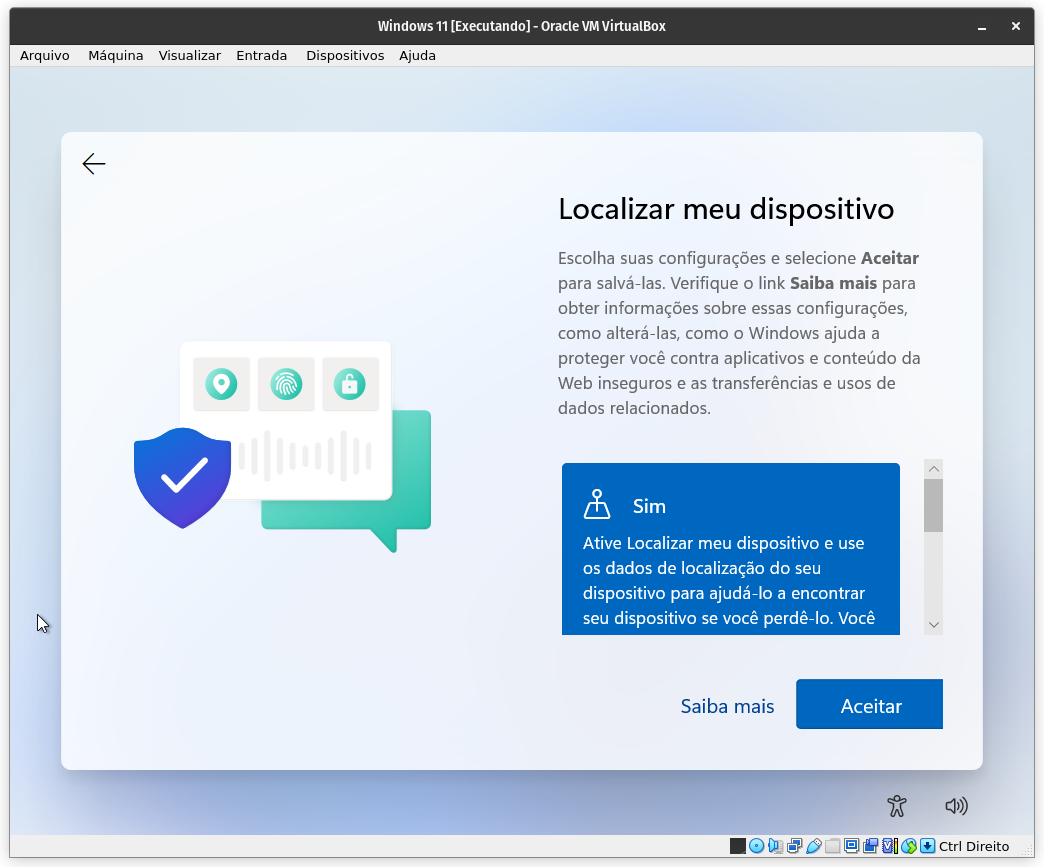 Windows 11 [Executando] - Oracle VM VirtualBox
Arquivo Máquina Visualizar Entrada Dispositivos Ajuda
Localizar meu dispositivo
Escolha suas configurações e selecione Aceitar
para salvá-las. Verifique o link Saiba mais para
obter informações sobre essas configurações,
como alterá-las, como o Windows ajuda a
proteger você contra aplicativos e conteúdo da
Web inseguros e as transferências e usos de
dados relacionados.
Sim
Ative Localizar meu dispositivo e use
os dados de localização do seu
dispositivo para ajudá-lo a encontrar
seu dispositivo se você perdê-lo. Você
Saiba mais
Aceitar
Ctrl Direito